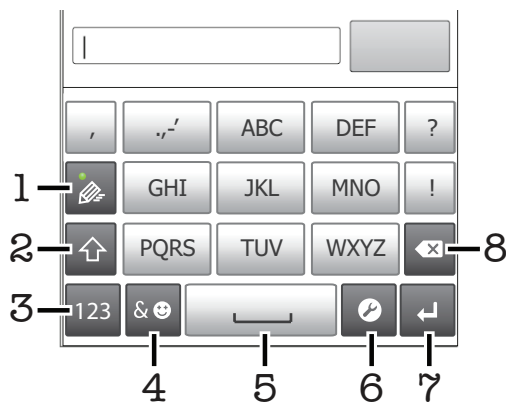 , .,-′ ABC DEF ?
1 GHI JKL MNO !
2 PQRS TUV WXYZ 8
3 123 &
4 5 6 7